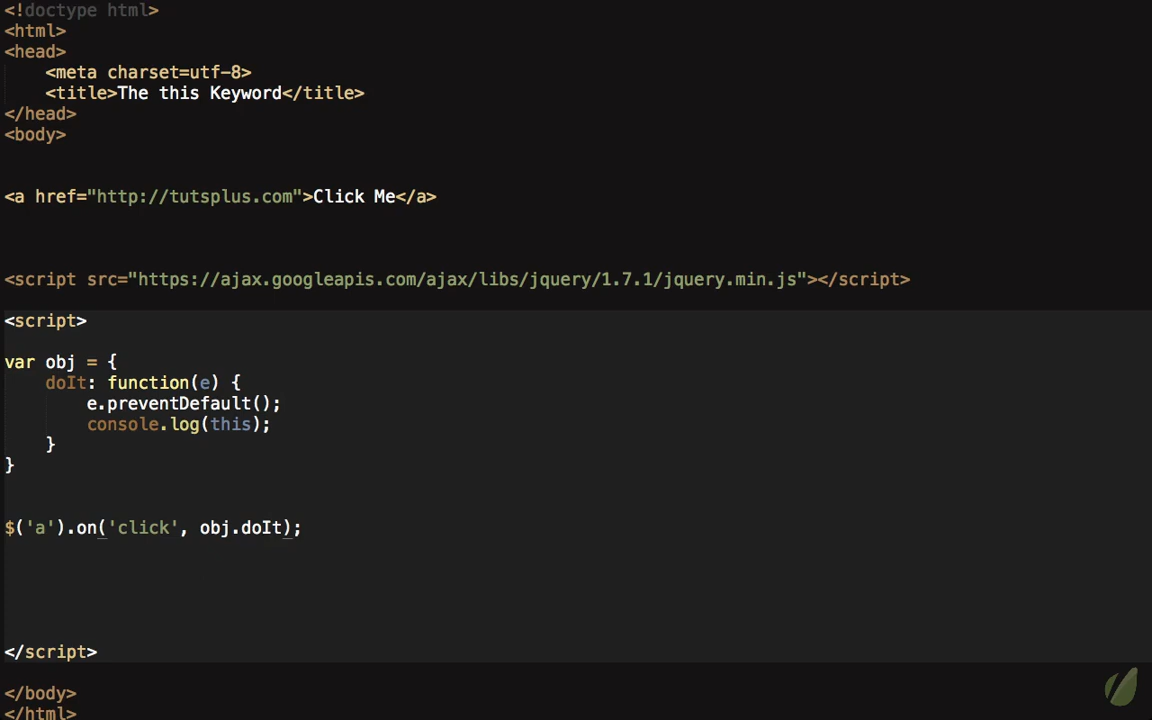 <!doctype html>
<html>
<head>
    <meta charset=utf-8>
    <title>The this Keyword</title>
</head>
<body>
<a href="http://tutsplus.com">Click Me</a>
<script src="https://ajax.googleapis.com/ajax/libs/jquery/1.7.1/jquery.min.js"></script>
<script>
var obj = {
    doIt: function(e) {
        e.preventDefault();
        console.log(this);
    }
}
$('a').on('click', obj.doIt);
</script>
</body>
</html>